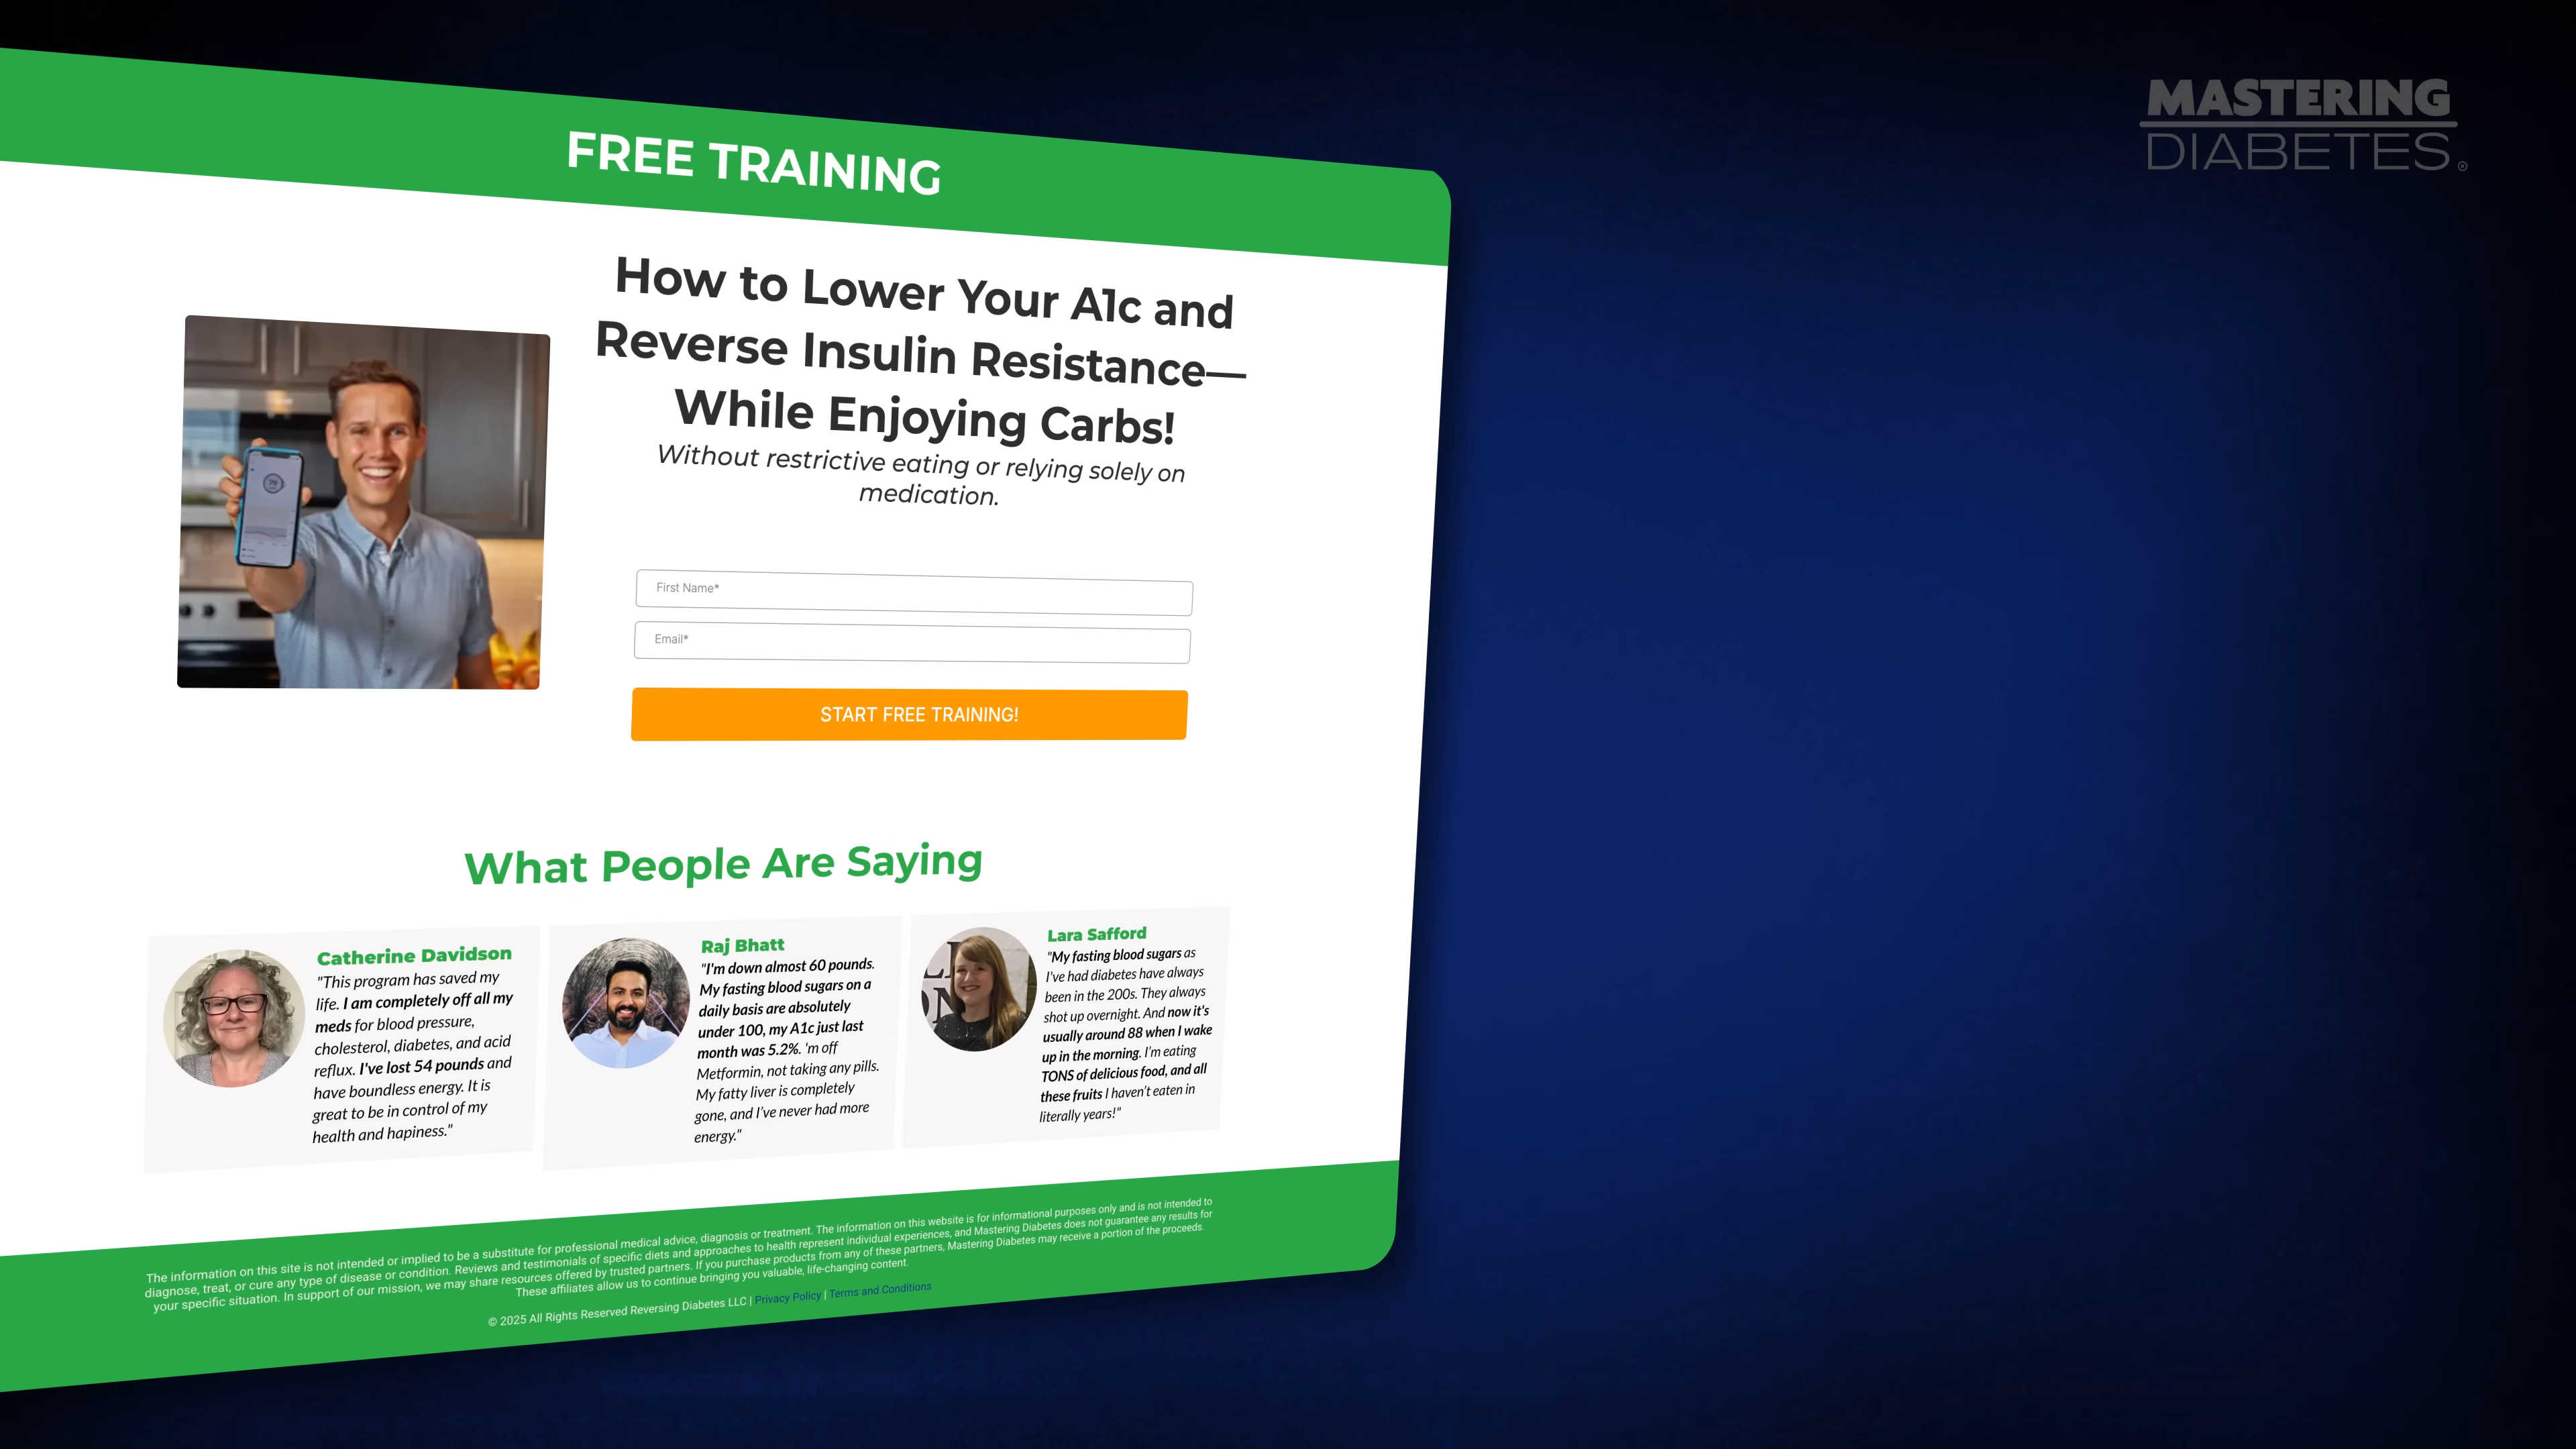 MASTERING
DIABETES®
FREE TRAINING
How to Lower Your A1c and
Reverse Insulin Resistance—
While Enjoying Carbs!
Without restrictive eating or relying solely on
medication.
First Name*
Email*
START FREE TRAINING!
What People Are Saying
Catherine Davidson
"This program has saved my
life. I am completely off all my
meds for blood pressure,
cholesterol, diabetes, and acid
reflux. I've lost 54 pounds and
have boundless energy. It is
great to be in control of my
health and hapiness."
Raj Bhatt
"I'm down almost 60 pounds.
My fasting blood sugars on a
daily basis are absolutely
under 100, my A1c just last
month was 5.2%. 'm off
Metformin, not taking any pills.
My fatty liver is completely
gone, and I've never had more
energy."
Lara Safford
"My fasting blood sugars as
I've had diabetes have always
been in the 200s. They always
shot up overnight. And now it's
usually around 88 when I wake
up in the morning. I'm eating
TONS of delicious food, and all
these fruits I haven't eaten in
literally years!"
The information on this site is not intended or implied to be a substitute for professional medical advice, diagnosis or treatment. The information on this website is for informational purposes only and is not intended to
diagnose, treat, or cure any type of disease or condition. Reviews and testimonials of specific diets and approaches to health represent individual experiences, and Mastering Diabetes does not guarantee any results for
your specific situation. In support of our mission, we may share resources offered by trusted partners. If you purchase products from any of these partners, Mastering Diabetes may receive a portion of the proceeds.
These affiliates allow us to continue bringing you valuable, life-changing content.
© 2025 All Rights Reserved Reversing Diabetes LLC | Privacy Policy | Terms and Conditions